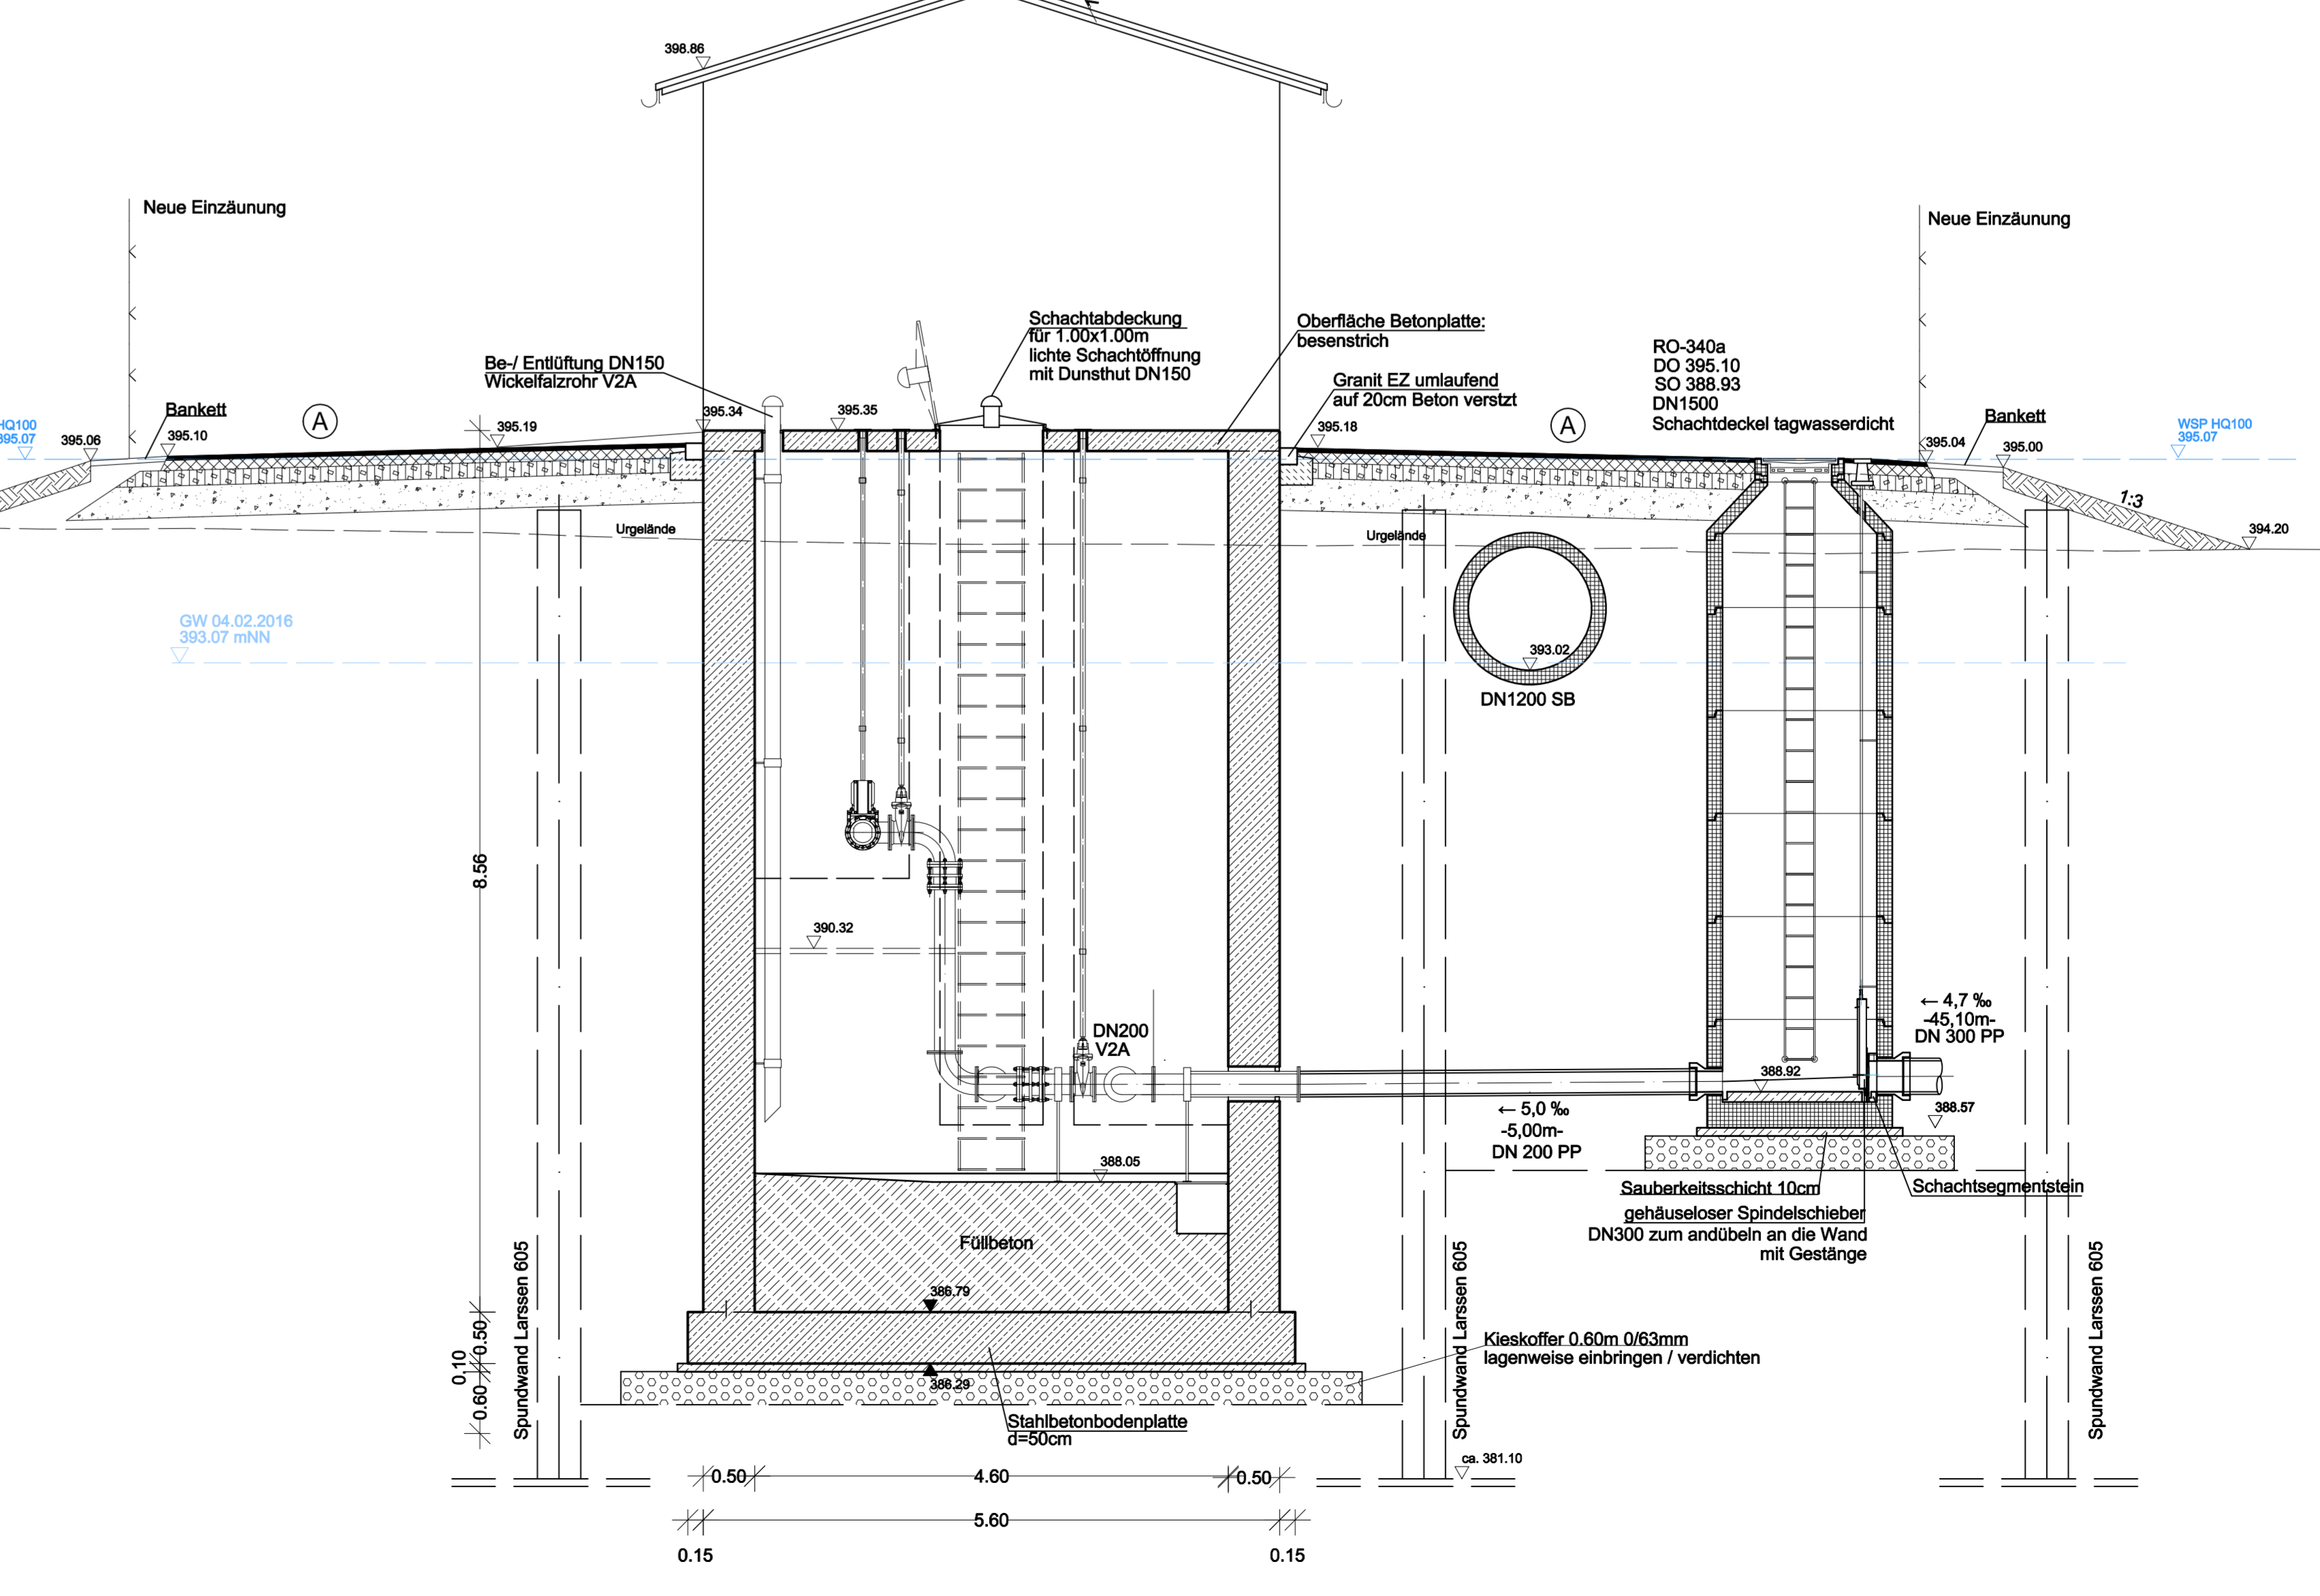 398.86
Neue Einzäunung
Neue Einzäunung
Schachtabdeckung
für 1.00x1.00m
lichte Schachtöffnung
mit Dunsthut DN150
Oberfläche Betonplatte:
besenstrich
Be-/ Entlüftung DN150
Wickelfalzrohr V2A
Granit EZ umlaufend
auf 20cm Beton verstzt
RO-340a
DO 395.10
SO 388.93
DN1500
Schachtdeckel tagwasserdicht
HQ100
395.07
395.06
Bankett
395.10
A
395.19
395.34
395.35
395.18
A
Bankett
395.04
395.00
WSP HQ100
395.07
1:3
394.20
Urgelände
Urgelände
GW 04.02.2016
393.07 mNN
393.02
DN1200 SB
8.56
390.32
DN200
V2A
388.92
← 4,7 ‰
-45,10m-
DN 300 PP
388.57
← 5,0 ‰
-5,00m-
DN 200 PP
388.05
Sauberkeitsschicht 10cm
Schachtsegmentstein
gehäuseloser Spindelschieber
DN300 zum andübeln an die Wand
mit Gestänge
Füllbeton
386.79
386.29
0.50
0.10
0.60
Spundwand Larssen 605
Spundwand Larssen 605
Spundwand Larssen 605
Kieskoffer 0.60m 0/63mm
lagenweise einbringen / verdichten
Stahlbetonbodenplatte
d=50cm
ca. 381.10
0.50
4.60
0.50
5.60
0.15
0.15